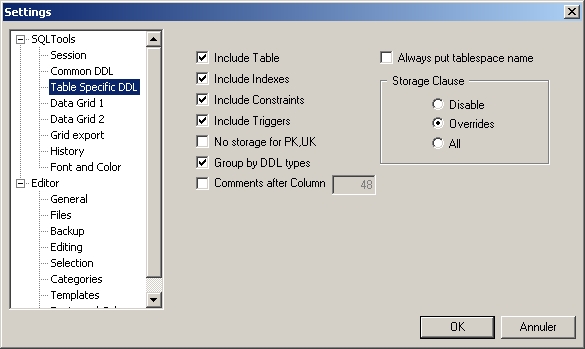 Settings
SQLTools
Session
Common DDL
Table Specific DDL
Data Grid 1
Data Grid 2
Grid export
History
Font and Color
Editor
General
Files
Backup
Editing
Selection
Categories
Templates
Include Table
Include Indexes
Include Constraints
Include Triggers
No storage for PK,UK
Group by DDL types
Comments after Column 48
Always put tablespace name
Storage Clause
Disable
Overrides
All
OK Annuler